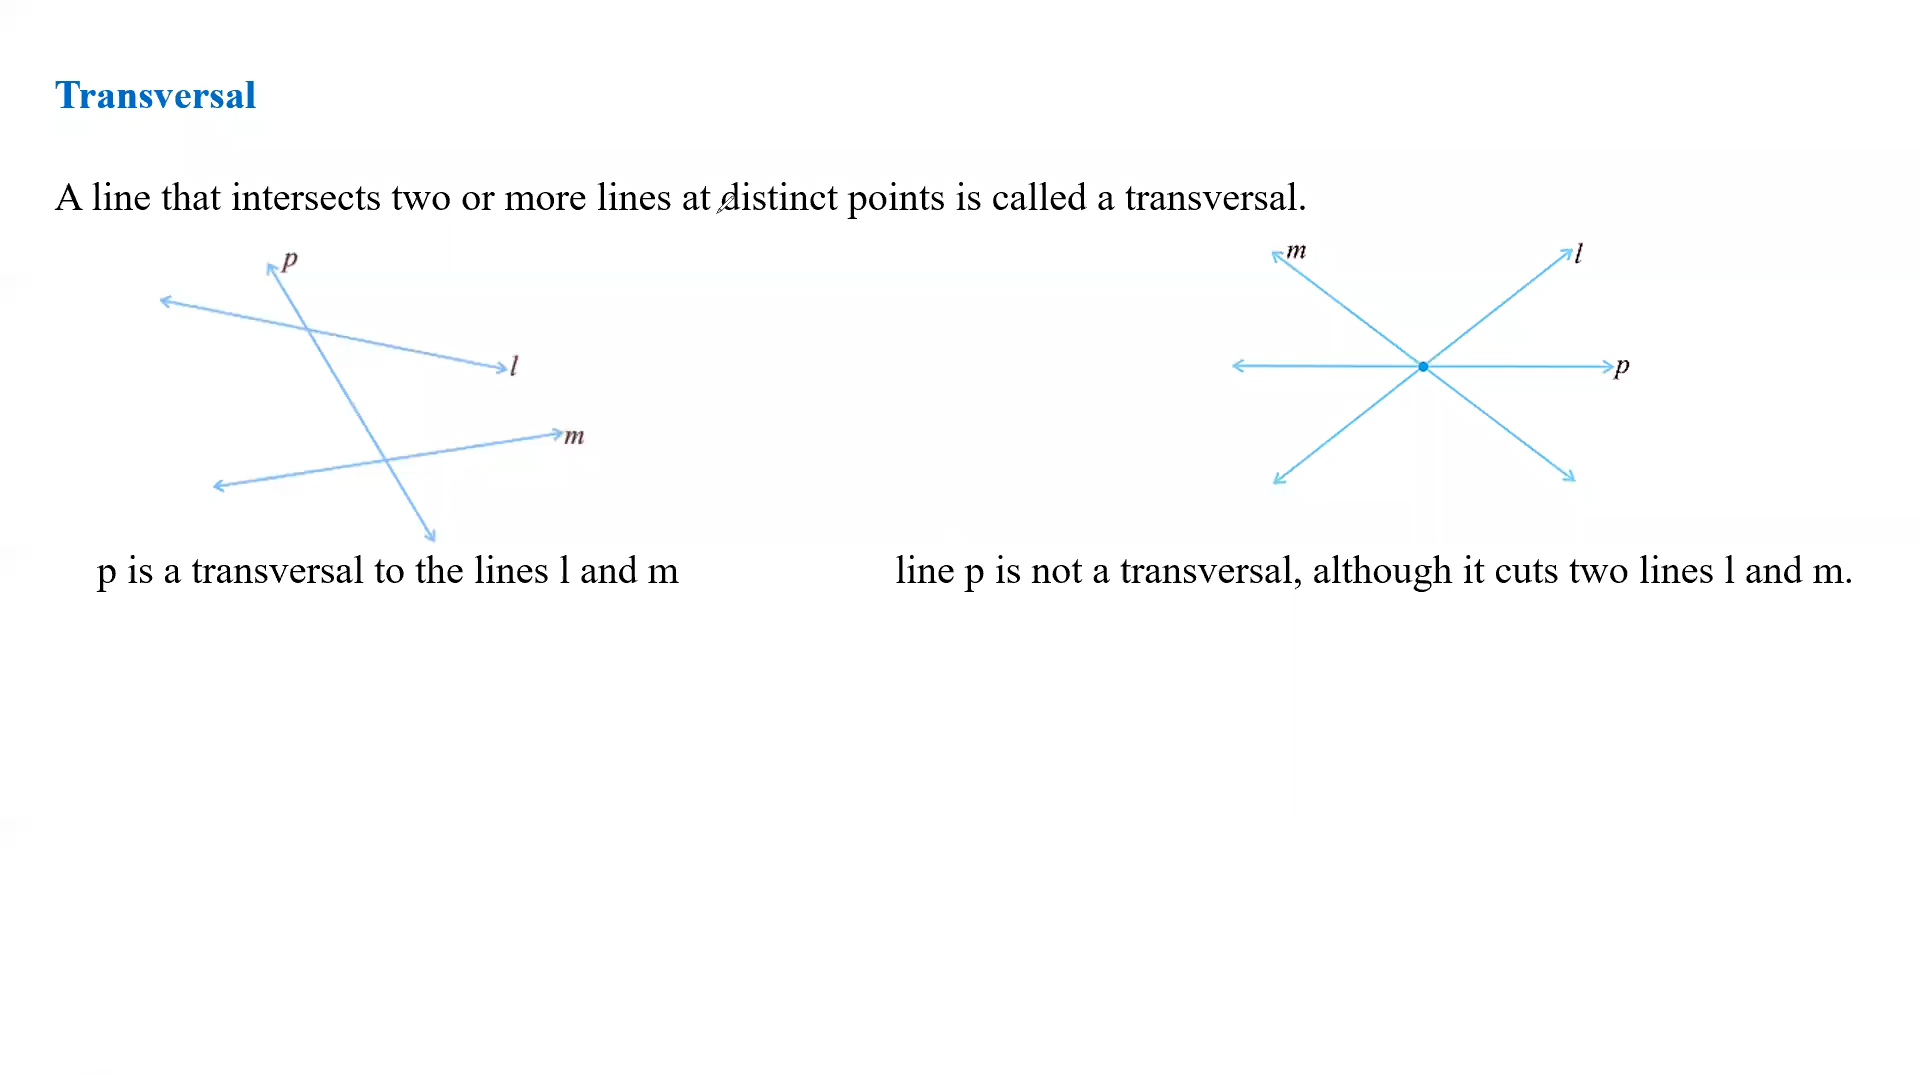 Transversal
A line that intersects two or more lines at distinct points is called a transversal.
p
l
m
m
l
p
p is a transversal to the lines l and m
line p is not a transversal, although it cuts two lines l and m.